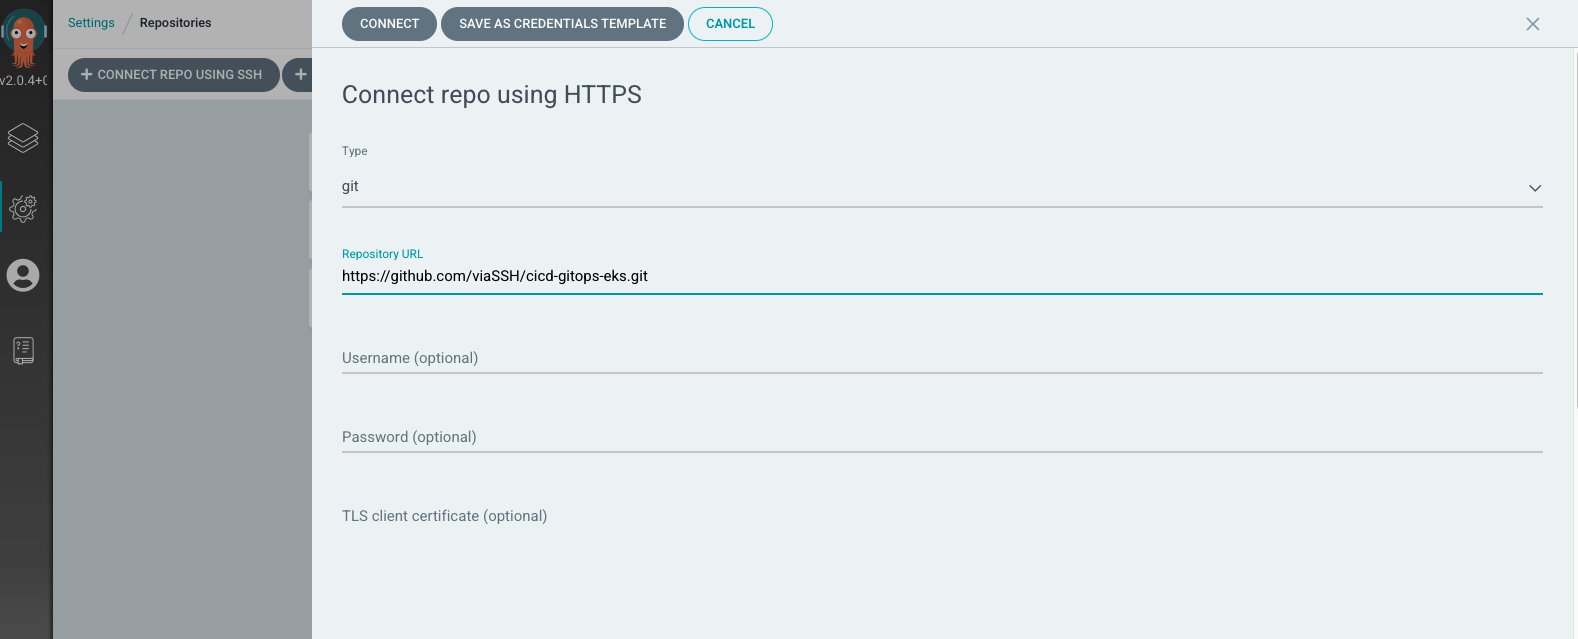 Settings / Repositories
v2.0.4+0
+ CONNECT REPO USING SSH +
CONNECT SAVE AS CREDENTIALS TEMPLATE CANCEL
Connect repo using HTTPS
Type
git
Repository URL
https://github.com/viaSSH/cicd-gitops-eks.git
Username (optional)
Password (optional)
TLS client certificate (optional)